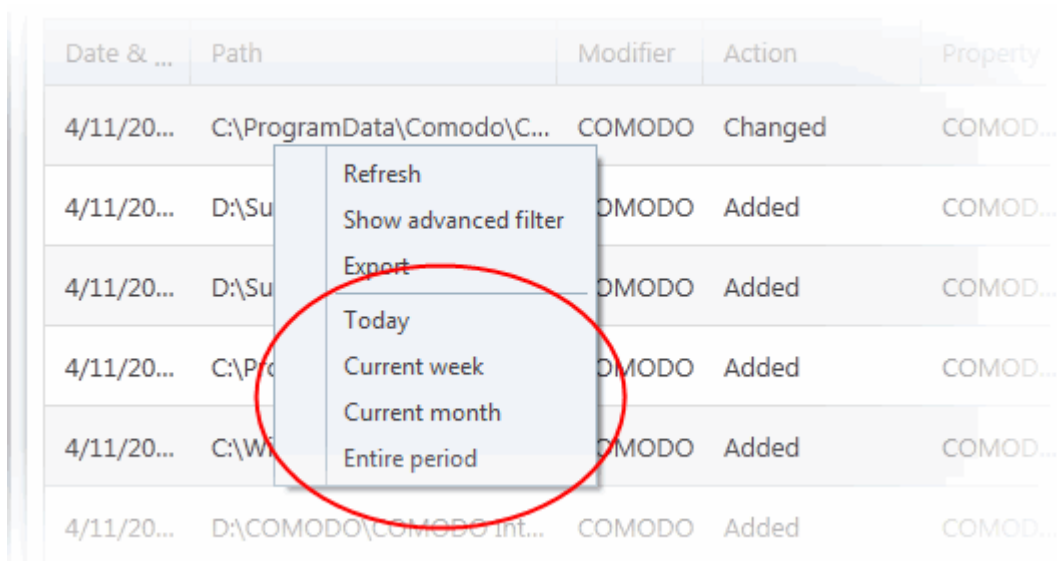 Date & ... Path Modifier Action Property
4/11/20... C:\ProgramData\Comodo\C... COMODO Changed COMOD...
Refresh
4/11/20... D:\Su OMODO Added COMOD...
Show advanced filter
Export
4/11/20... D:\Su OMODO Added COMOD...
Today
4/11/20... C:\Pro OMODO Added COMOD...
Current week
Current month
4/11/20... C:\Wi OMODO Added COMOD...
Entire period
4/11/20... D:\COMODO\COMODO Int... COMODO Added COMOD...